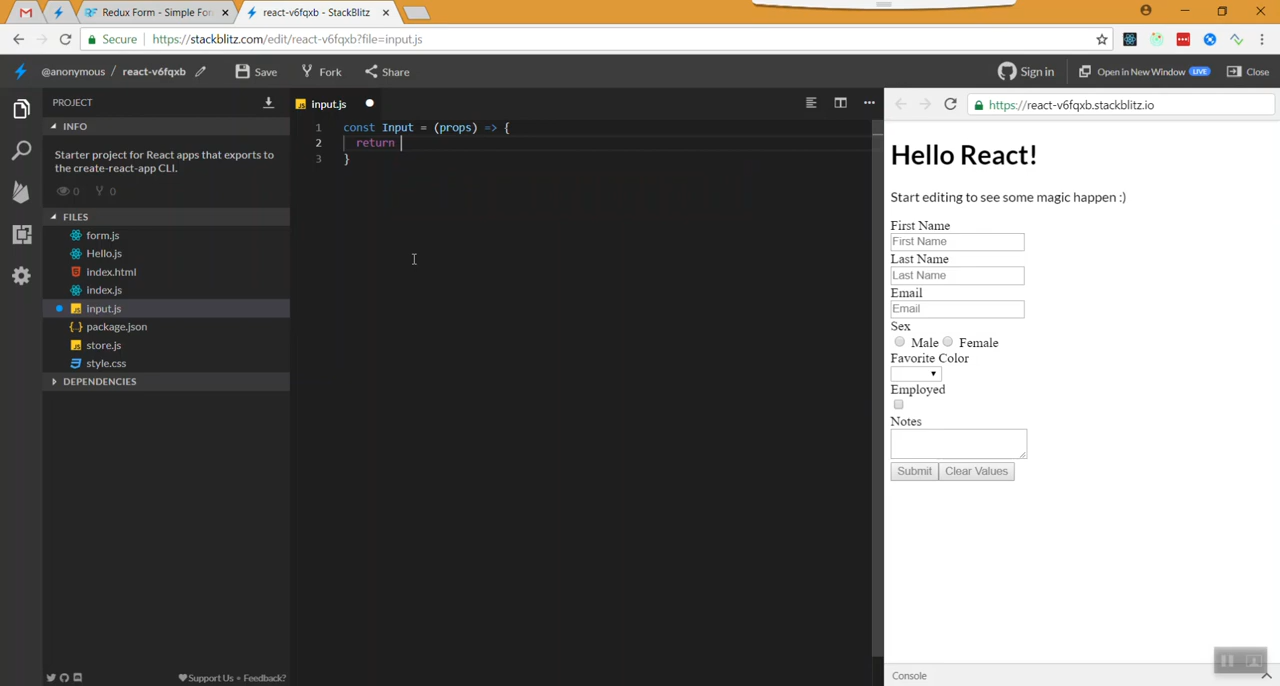 Redux Form - Simple For
react-v6fqxb - StackBlitz
Secure
https://stackblitz.com/edit/react-v6fqxb?file=input.js
@anonymous / react-v6fqxb
Save
Fork
Share
Sign in
Open in New Window LIVE
Close
PROJECT
INFO
Starter project for React apps that exports to
the create-react-app CLI.
0
0
FILES
form.js
Hello.js
index.html
index.js
JS input.js
{..} package.json
JS store.js
style.css
DEPENDENCIES
Support Us • Feedback?
JS input.js
1 const Input = (props) => {
2 return
3 }
https://react-v6fqxb.stackblitz.io
Hello React!
Start editing to see some magic happen :)
First Name
First Name
Last Name
Last Name
Email
Email
Sex
Male Female
Favorite Color
Employed
Notes
Submit Clear Values
Console